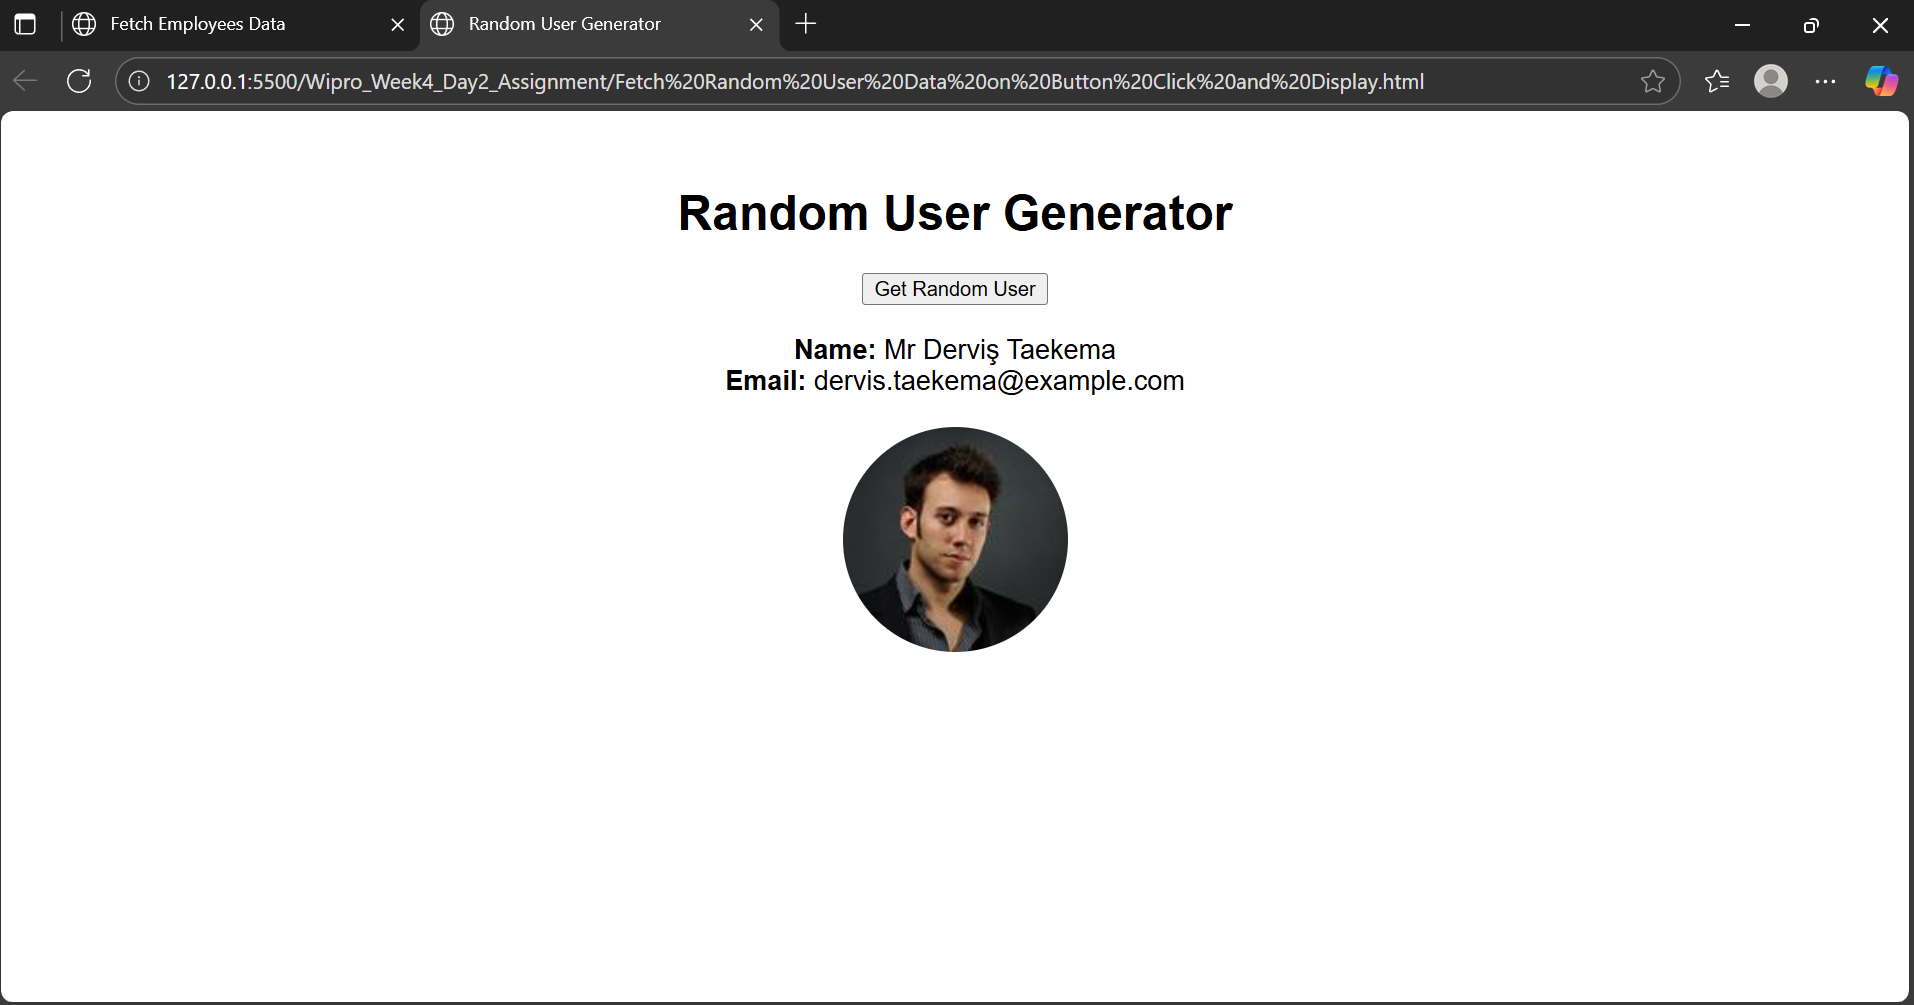 Fetch Employees Data
Random User Generator
127.0.0.1:5500/Wipro_Week4_Day2_Assignment/Fetch%20Random%20User%20Data%20on%20Button%20Click%20and%20Display.html
Random User Generator
Get Random User
Name: Mr Derviş Taekema
Email: dervis.taekema@example.com